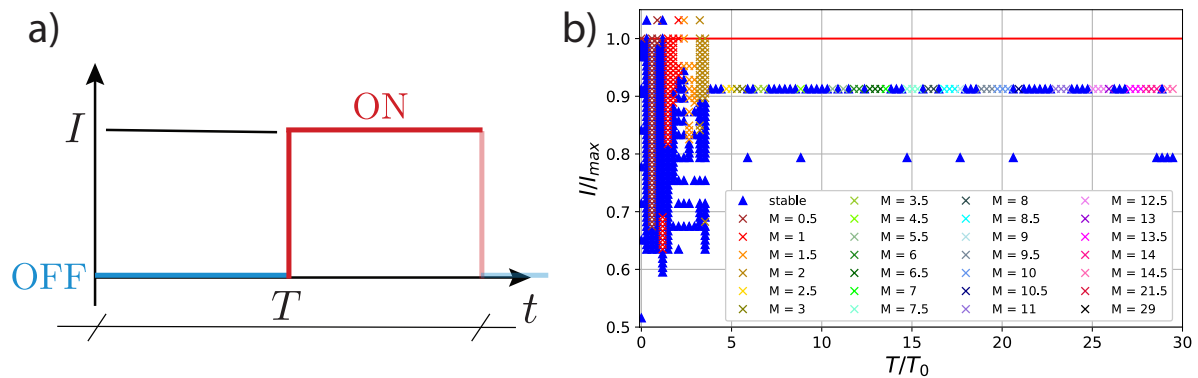 a)
I
ON
OFF
T
t
b)
I/I_max
1.0
0.9
0.8
0.7
0.6
0.5
stable
M = 0.5
M = 1
M = 1.5
M = 2
M = 2.5
M = 3
M = 3.5
M = 4.5
M = 5.5
M = 6
M = 6.5
M = 7
M = 7.5
M = 8
M = 8.5
M = 9
M = 9.5
M = 10
M = 10.5
M = 11
M = 12.5
M = 13
M = 13.5
M = 14
M = 14.5
M = 21.5
M = 29
0 5 10 15 20 25 30
T/T₀